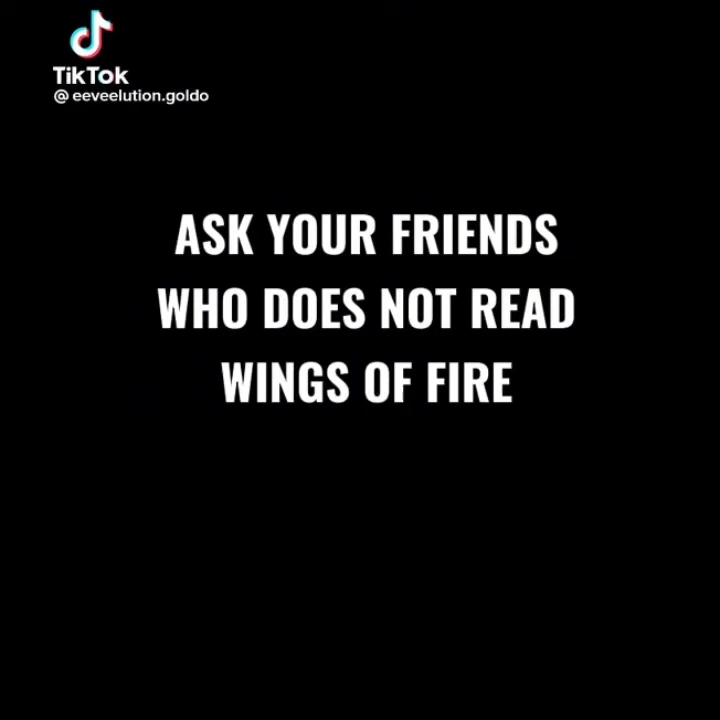 TikTok
@ eeveelution.goldo
ASK YOUR FRIENDS
WHO DOES NOT READ
WINGS OF FIRE